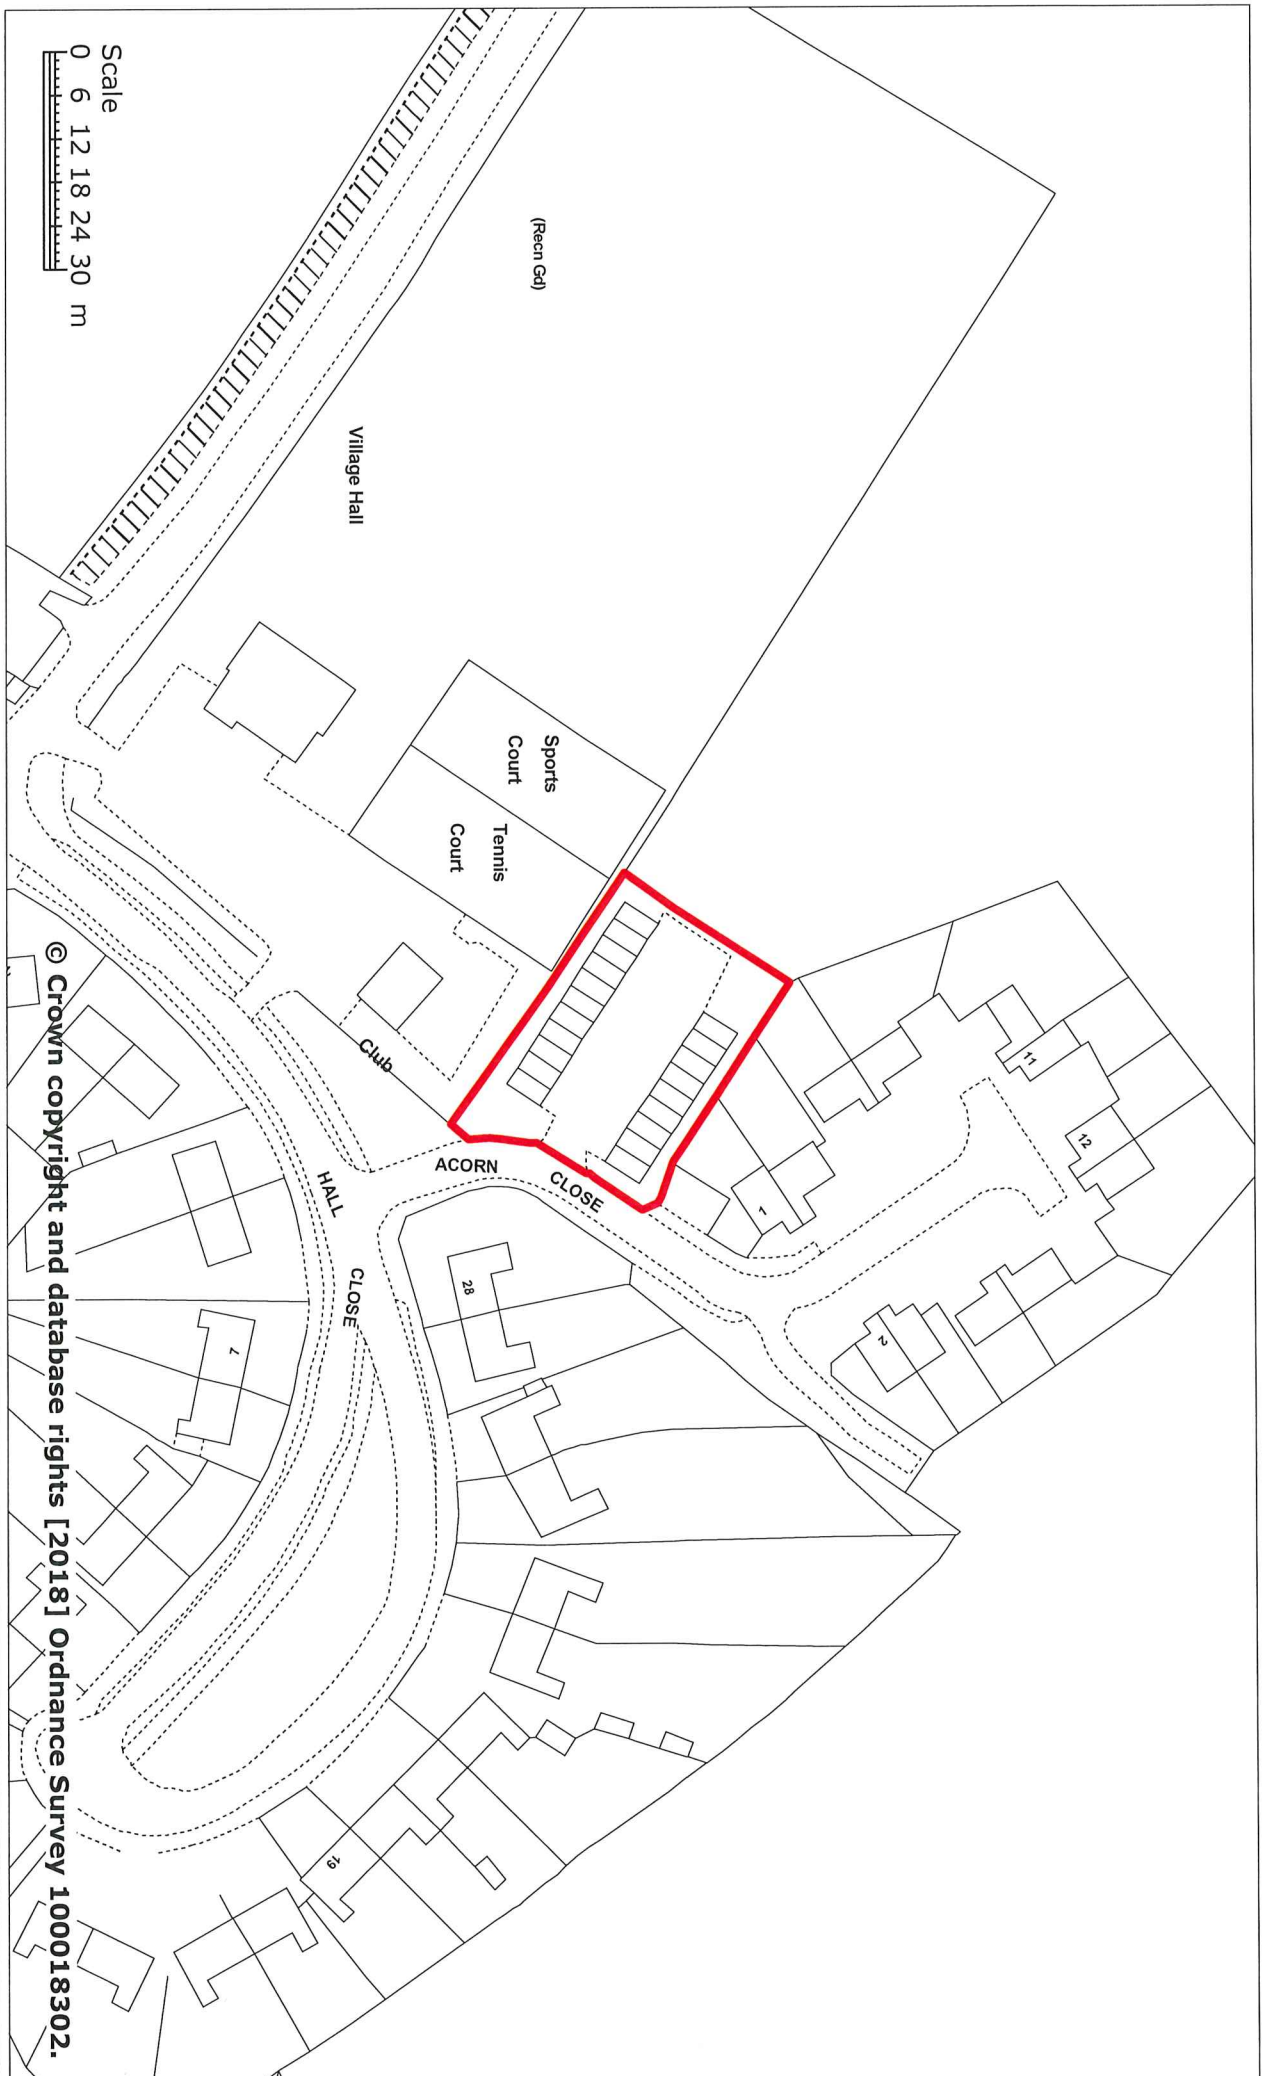 Scale
0 6 12 18 24 30 m
(Recn Gd)
Village Hall
Sports
Court
Tennis
Court
Club
ACORN
CLOSE
HALL
CLOSE
11
12
1
2
28
7
19
© Crown copyright and database rights [2018] Ordnance Survey 100018302.